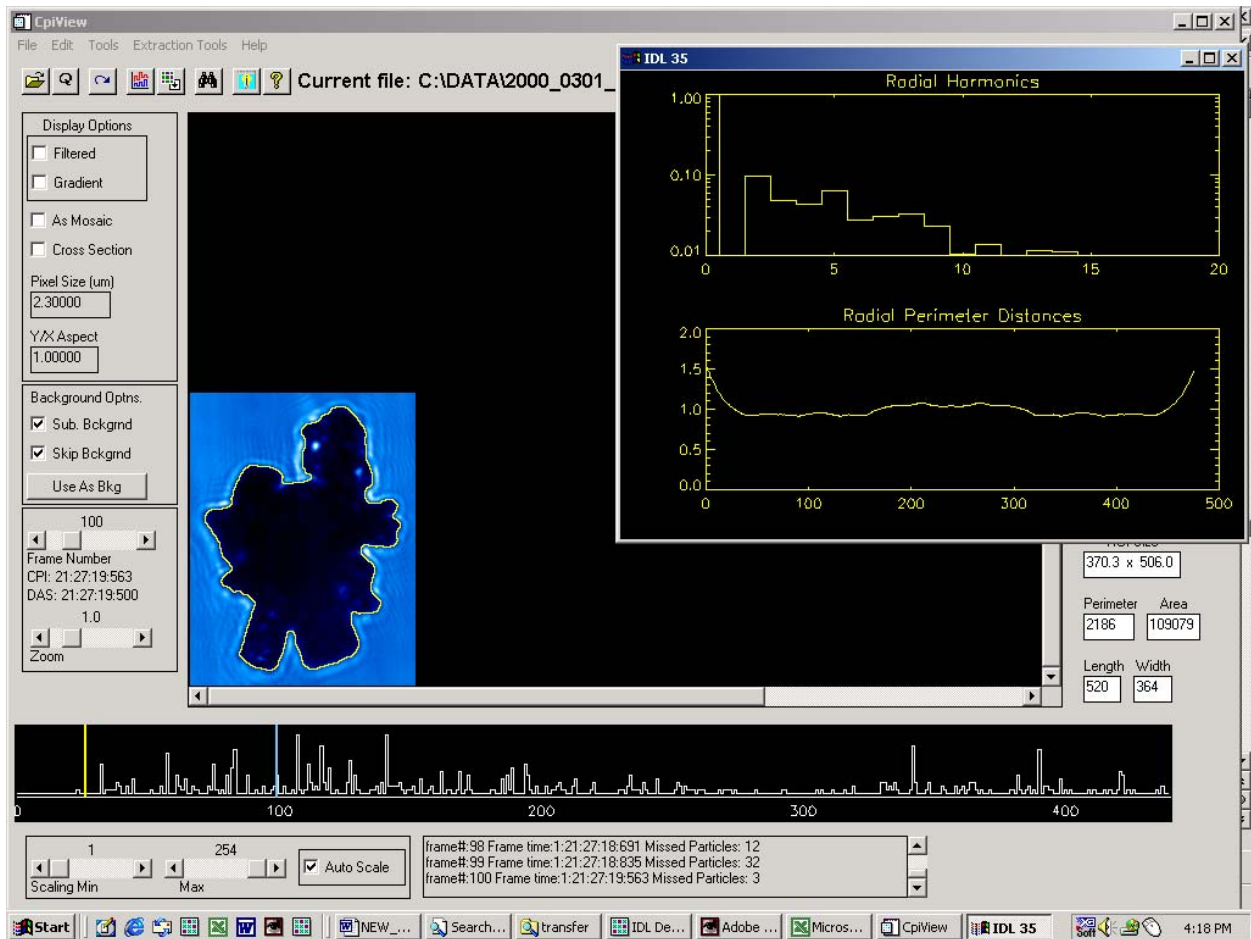 CpiView
File Edit Tools Extraction Tools Help
Current file: C:\DATA\2000_0301_
IDL 35
Radial Harmonics
1.00
0.10
0.01
0 5 10 15 20
Radial Perimeter Distances
2.0
1.5
1.0
0.5
0.0
0 100 200 300 400 500
Display Options
Filtered
Gradient
As Mosaic
Cross Section
Pixel Size (um)
2.30000
Y/X Aspect
1.00000
Background Optns.
Sub. Bckgrnd
Skip Bckgrnd
Use As Bkg
100
Frame Number
CPI: 21:27:19:563
DAS: 21:27:19:500
1.0
Zoom
370.3 x 506.0
Perimeter Area
2186 109079
Length Width
520 364
0 100 200 300 400
1 254
Scaling Min Max
Auto Scale
frame#:98 Frame time:1:21:27:18:691 Missed Particles: 12
frame#:99 Frame time:1:21:27:18:835 Missed Particles: 32
frame#:100 Frame time:1:21:27:19:563 Missed Particles: 3
Start NEW_... Search... transfer IDL De... Adobe ... Micros... CpiView IDL 35 4:18 PM